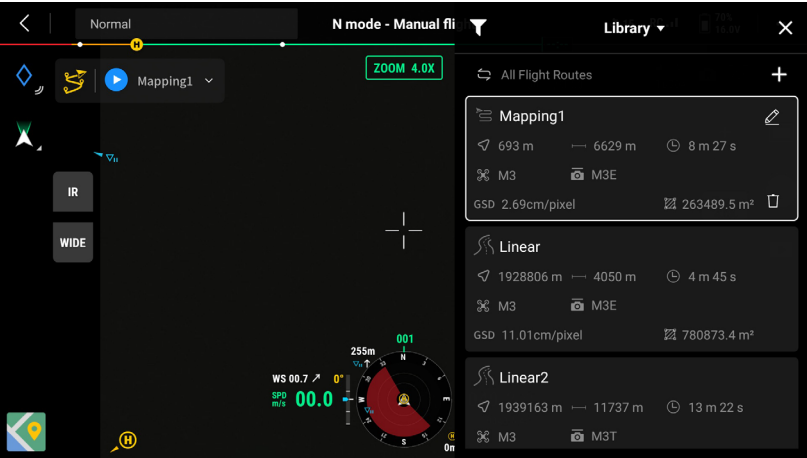 Normal
N mode - Manual fli
Library
ZOOM 4.0X
Mapping1
All Flight Routes
Mapping1
693 m 6629 m 8 m 27 s
M3 M3E
GSD 2.69cm/pixel 263489.5 m²
IR
WIDE
Linear
1928806 m 4050 m 4 m 45 s
M3 M3E
GSD 11.01cm/pixel 780873.4 m²
001
255m
N
WS 00.7 0°
SPD m/s 00.0
W
S
0m
Linear2
1939163 m 11737 m 13 m 22 s
M3 M3T
H
H